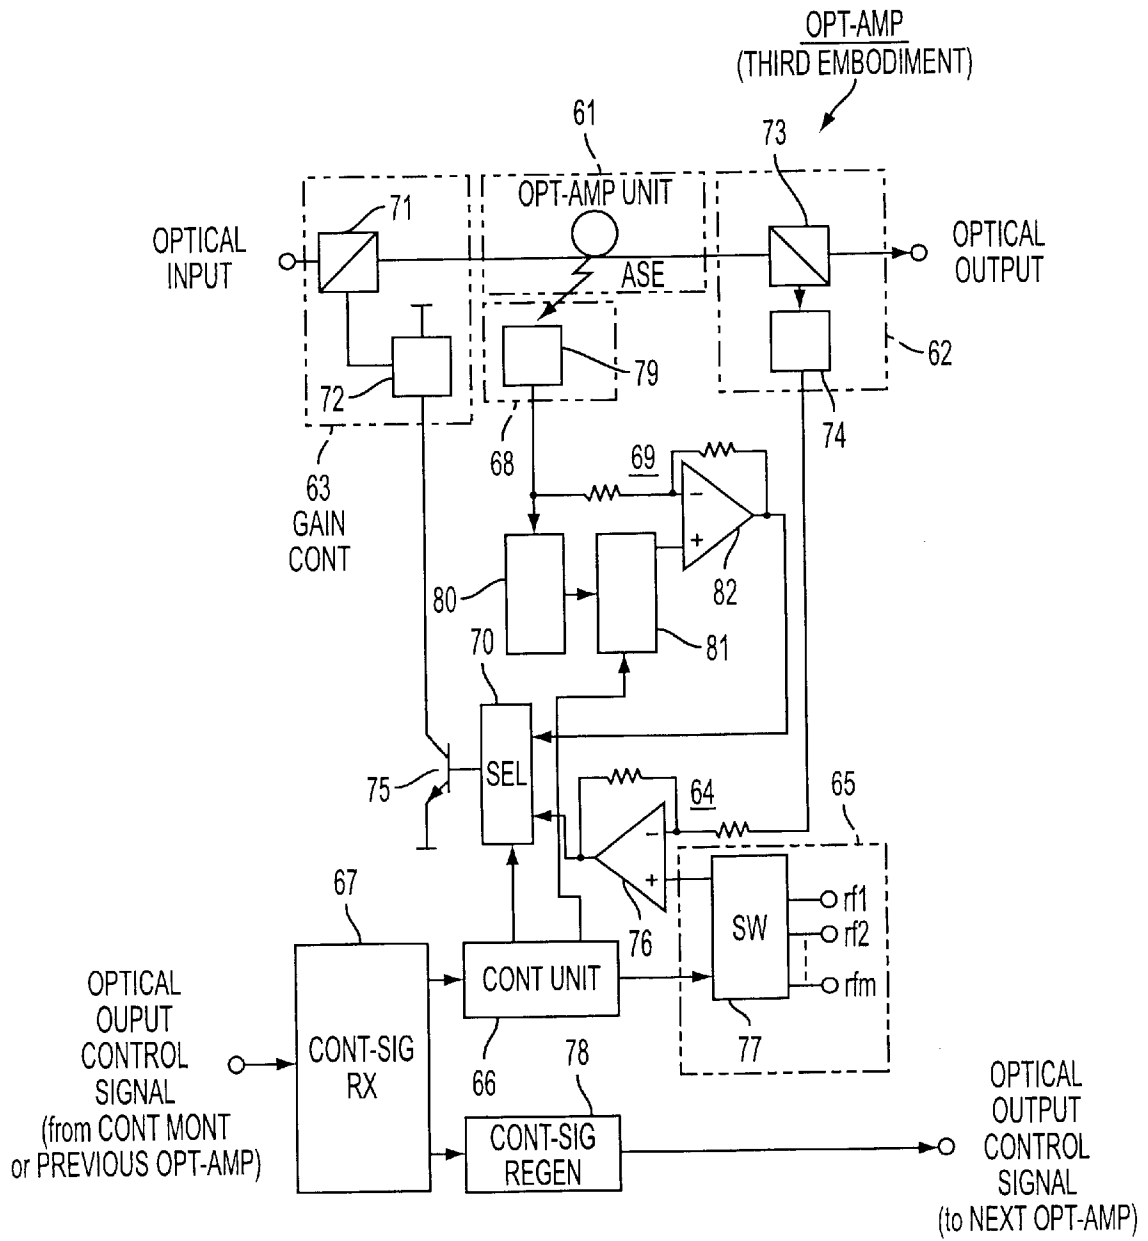 OPT-AMP
(THIRD EMBODIMENT)
61
73
OPT-AMP UNIT
71
OPTICAL
INPUT
OPTICAL
OUTPUT
ASE
72
79
62
74
68
63
GAIN
CONT
69
-
+
82
80
81
70
SEL
75
64
65
-
+
76
67
SW
rf1
rf2
rfm
77
CONT UNIT
66
78
OPTICAL
OUPUT
CONTROL
SIGNAL
(from CONT MONT
or PREVIOUS OPT-AMP)
CONT-SIG
RX
CONT-SIG
REGEN
OPTICAL
OUTPUT
CONTROL
SIGNAL
(to NEXT OPT-AMP)